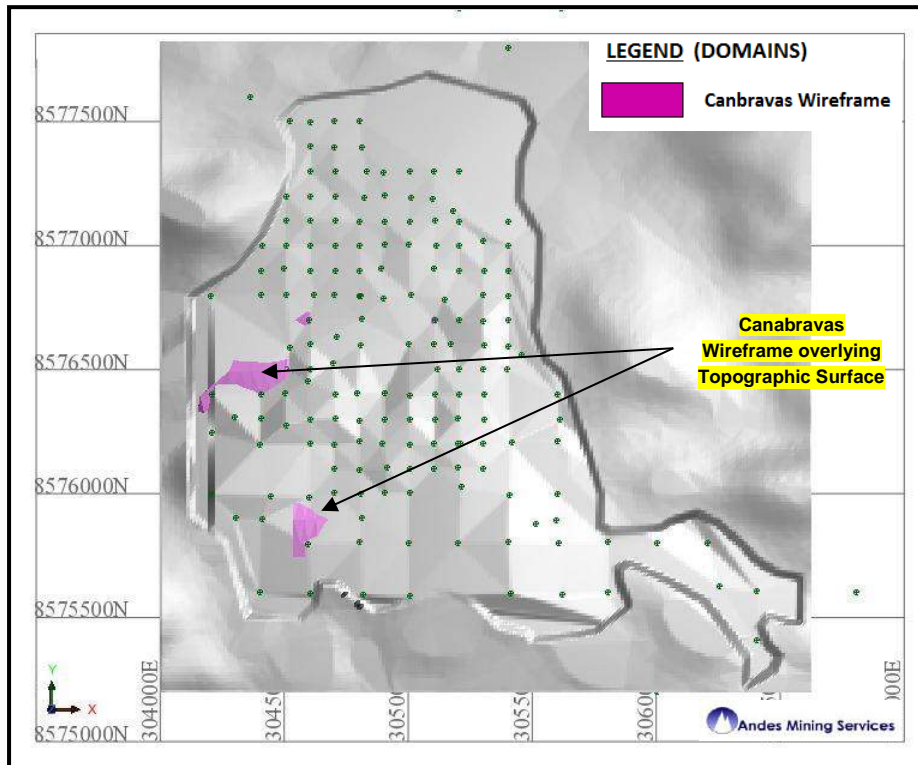 LEGEND (DOMAINS)
Canbravas Wireframe
8577500N
8577000N
8576500N
Canabravas
Wireframe overlying
Topographic Surface
8576000N
8575500N
8575000N
304000E
Y
X
Andes Mining Services